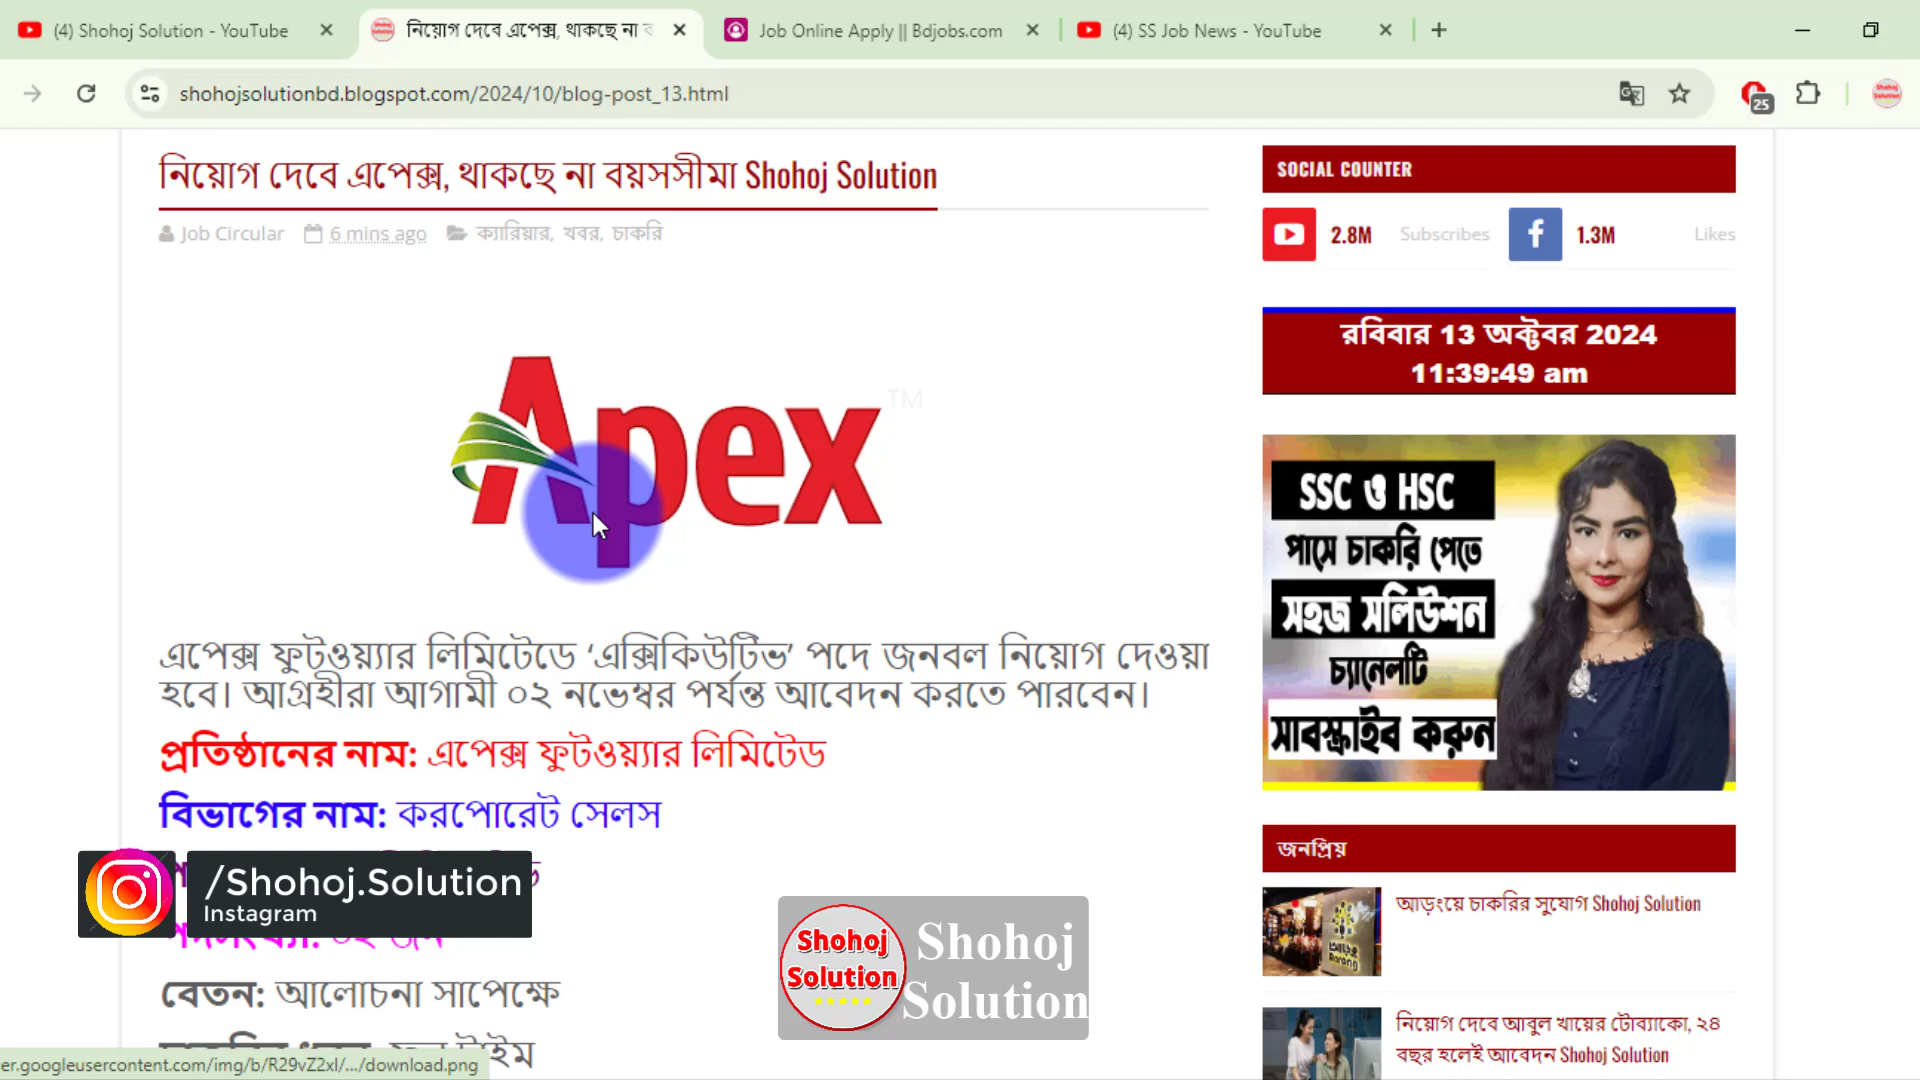 (4) Shohoj Solution - YouTube
নিয়োগ দেবে এপেক্স, থাকছে না ব
Job Online Apply || Bdjobs.com
(4) SS Job News - YouTube
shohojsolutionbd.blogspot.com/2024/10/blog-post_13.html
25
নিয়োগ দেবে এপেক্স, থাকছে না বয়সসীমা Shohoj Solution
Job Circular 6 mins ago ক্যারিয়ার, খবর, চাকরি
Apex TM
এপেক্স ফুটওয়্যার লিমিটেডে ‘এক্সিকিউটিভ’ পদে জনবল নিয়োগ দেওয়া
হবে। আগ্রহীরা আগামী ০২ নভেম্বর পর্যন্ত আবেদন করতে পারবেন।
প্রতিষ্ঠানের নাম: এপেক্স ফুটওয়্যার লিমিটেড
বিভাগের নাম: করপোরেট সেলস
/Shohoj.Solution
Instagram
বেতন: আলোচনা সাপেক্ষে
টাইম
er.googleusercontent.com/img/b/R29vZ2xl/.../download.png
Shohoj
Solution
Shohoj
Solution
SOCIAL COUNTER
2.8M Subscribes 1.3M Likes
রবিবার 13 অক্টবর 2024
11:39:49 am
SSC ও HSC
পাসে চাকরি পেতে
সহজ সলিউশন
চ্যানেলটি
সাবস্ক্রাইব করুন
জনপ্রিয়
আড়ংয়ে চাকরির সুযোগ Shohoj Solution
নিয়োগ দেবে আবুল খায়ের টোব্যাকো, ২৪
বছর হলেই আবেদন Shohoj Solution